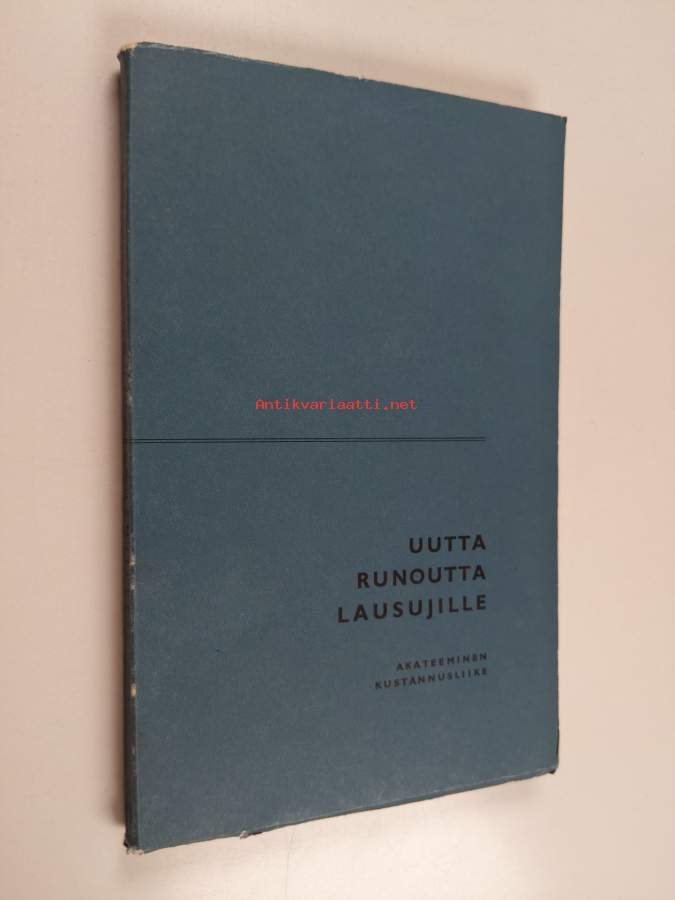 Antikvariaatti.net
UUTTA
RUNOUTTA
LAUSUJILLE
AKATEEMINEN
KUSTANNUSLIIKE